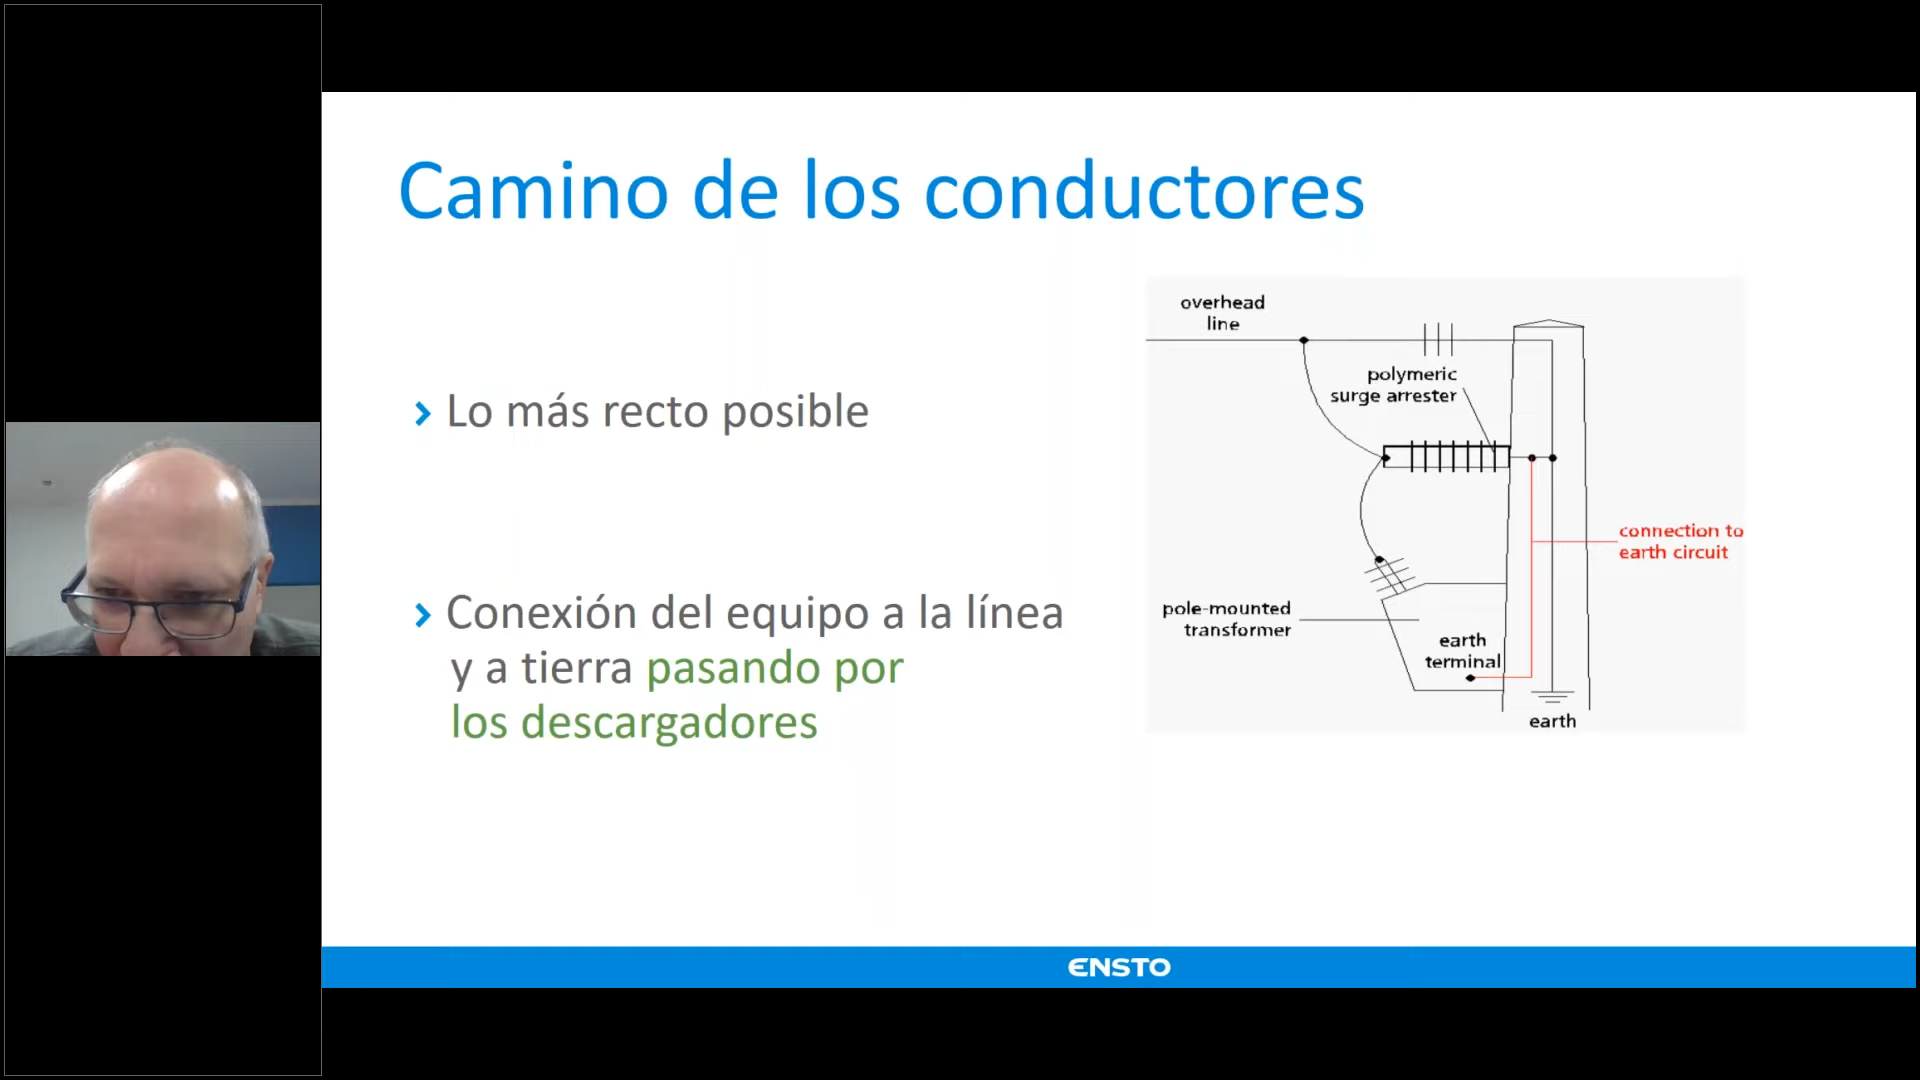 Camino de los conductores
Lo más recto posible
Conexión del equipo a la línea
y a tierra pasando por
los descargadores
overhead
line
polymeric
surge arrester
connection to
earth circuit
pole-mounted
transformer
earth
terminal
earth
ENSTO